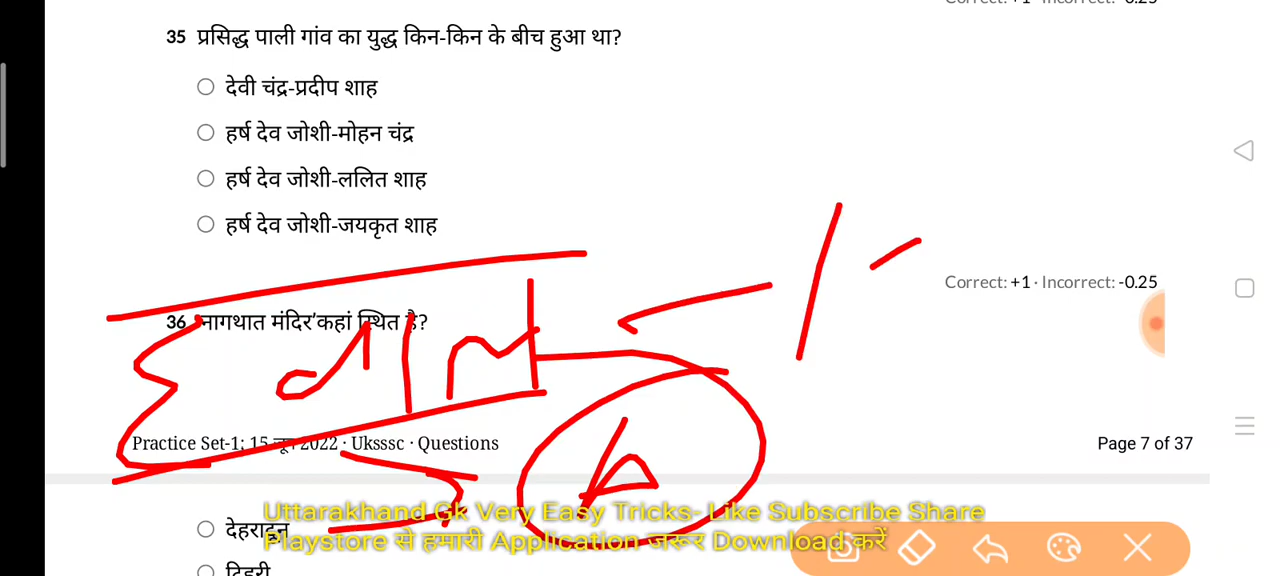 Correct: +1 · Incorrect: -0.25
35 प्रसिद्ध पाली गांव का युद्ध किन-किन के बीच हुआ था?
देवी चंद्र-प्रदीप शाह
हर्ष देव जोशी-मोहन चंद्र
हर्ष देव जोशी-ललित शाह
हर्ष देव जोशी-जयकृत शाह
Correct: +1 · Incorrect: -0.25
36 नागथात मंदिर कहां स्थित है?
Practice Set-1; 15 जून 2022 · Uksssc · Questions
Page 7 of 37
Uttarakhand Gk Very Easy Tricks- Like Subscribe Share
Playstore से हमारी Application जरूर Download करें
देहरादून
टिहरी